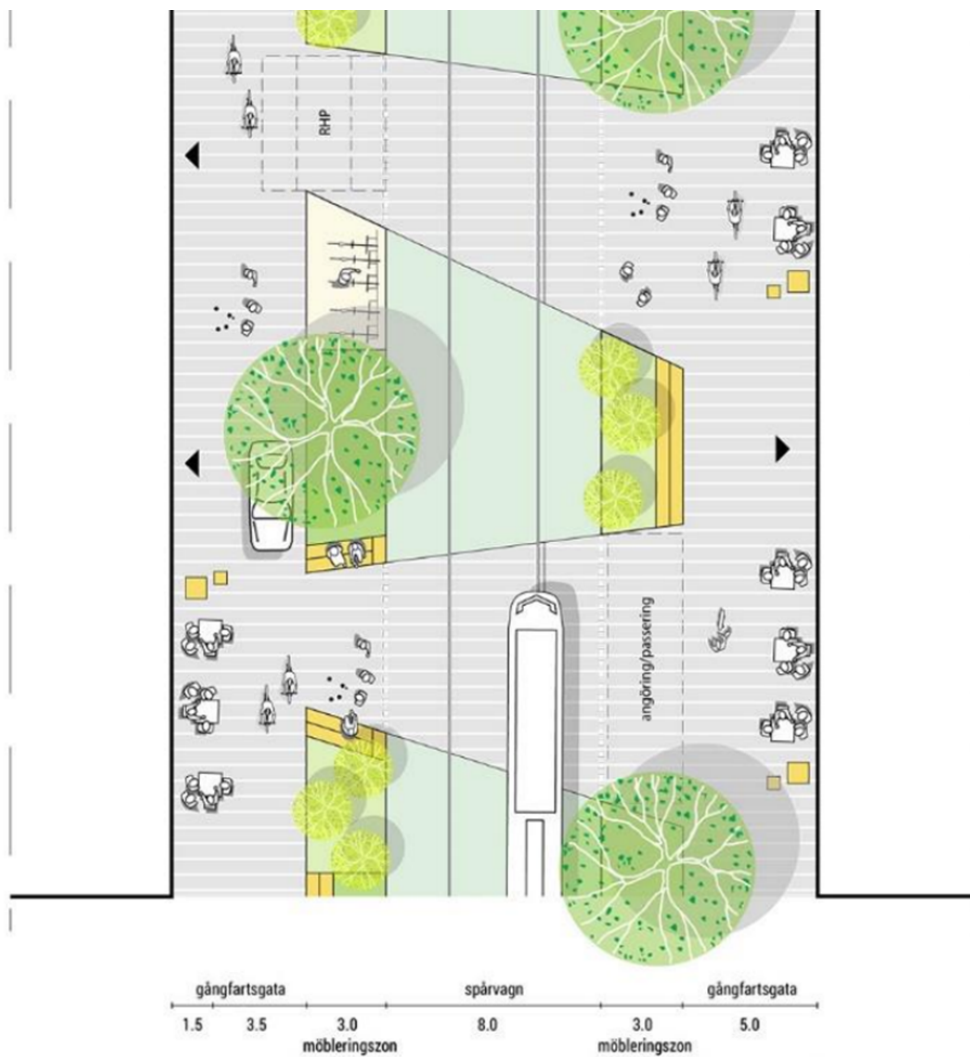 RHP
angöring/passering
gångfartsgata spårvagn gångfartsgata
1.5 3.5 3.0 8.0 3.0 5.0
möbleringszon möbleringszon